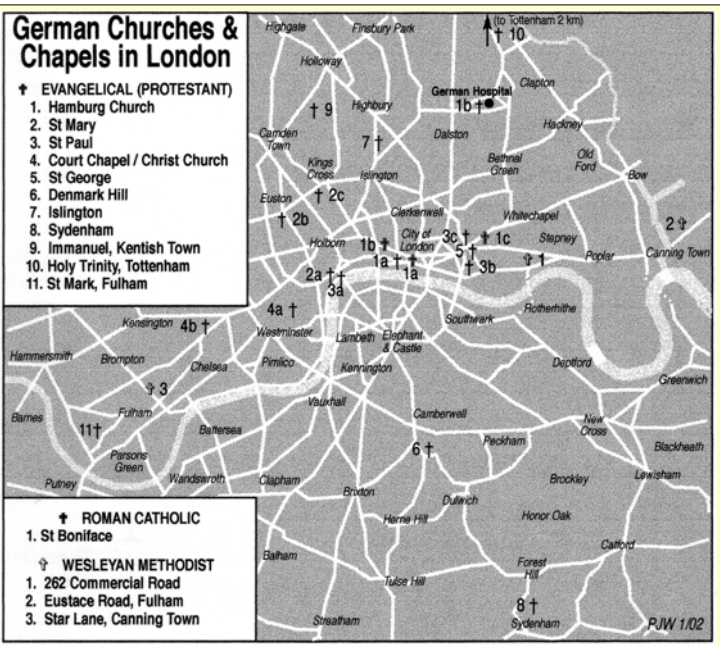 German Churches &
Chapels in London
✝ EVANGELICAL (PROTESTANT)
1. Hamburg Church
2. St Mary
3. St Paul
4. Court Chapel / Christ Church
5. St George
6. Denmark Hill
7. Islington
8. Sydenham
9. Immanuel, Kentish Town
10. Holy Trinity, Tottenham
11. St Mark, Fulham
Highgate
Finsbury Park
(to Tottenham 2 km)
✝ 10
Holloway
Clapton
German Hospital
1b ✝
✝ 9
Highbury
Hackney
Camden
Town
7 ✝
Dalston
Kings
Cross
Islington
Bethnal
Green
Old
Ford
Bow
Euston
✝ 2c
✝ 2b
Clerkenwell
Whitechapel
2 ✞
Holborn
1b ✝
City of
London
3c ✝
✝ 1c
Stepney
Canning Town
1a ✝ ✝
1a
5 ✝
✝ 3b
✞ 1
Poplar
2a ✝ ✝
3a
Rotherhithe
4a ✝
Southwark
Kensington
4b ✝
Westminster
Lambeth
Elephant
& Castle
Hammersmith
Brompton
Chelsea
Pimlico
Kennington
Deptford
Greenwich
✞ 3
Barnes
Fulham
Vauxhall
Camberwell
New
Cross
11 ✝
Battersea
Peckham
Blackheath
Parsons
Green
6 ✝
Putney
Wandswroth
Clapham
Brixton
Dulwich
Brockley
Lewisham
Herne Hill
Honor Oak
Catford
Balham
Forest
Hill
Tulse Hill
8 ✝
Streatham
Sydenham
PJW 1/02
✝ ROMAN CATHOLIC
1. St Boniface
✞ WESLEYAN METHODIST
1. 262 Commercial Road
2. Eustace Road, Fulham
3. Star Lane, Canning Town